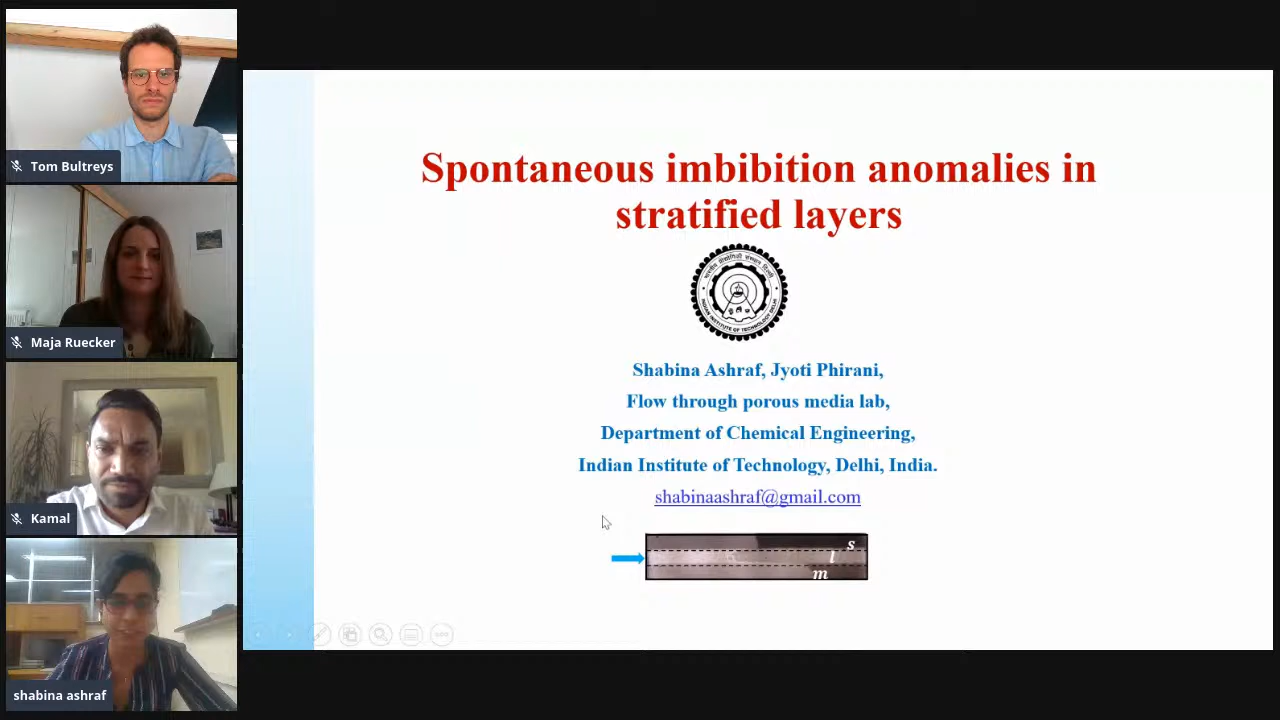 Tom Bultreys
Maja Ruecker
Kamal
shabina ashraf
Spontaneous imbibition anomalies in
stratified layers
Shabina Ashraf, Jyoti Phirani,
Flow through porous media lab,
Department of Chemical Engineering,
Indian Institute of Technology, Delhi, India.
shabinaashraf@gmail.com
s
l
m